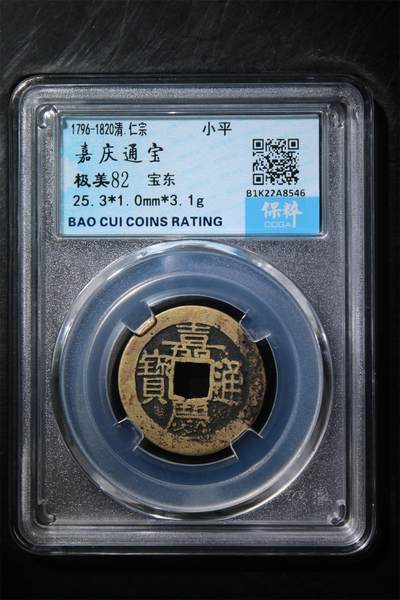 1796-1820清.仁宗 小平
嘉庆通宝
极美82 宝东
25.3*1.0mm*3.1g
BAO CUI COINS RATING
B1K22A8546
保粹
CCGA
嘉
寶 通
慶